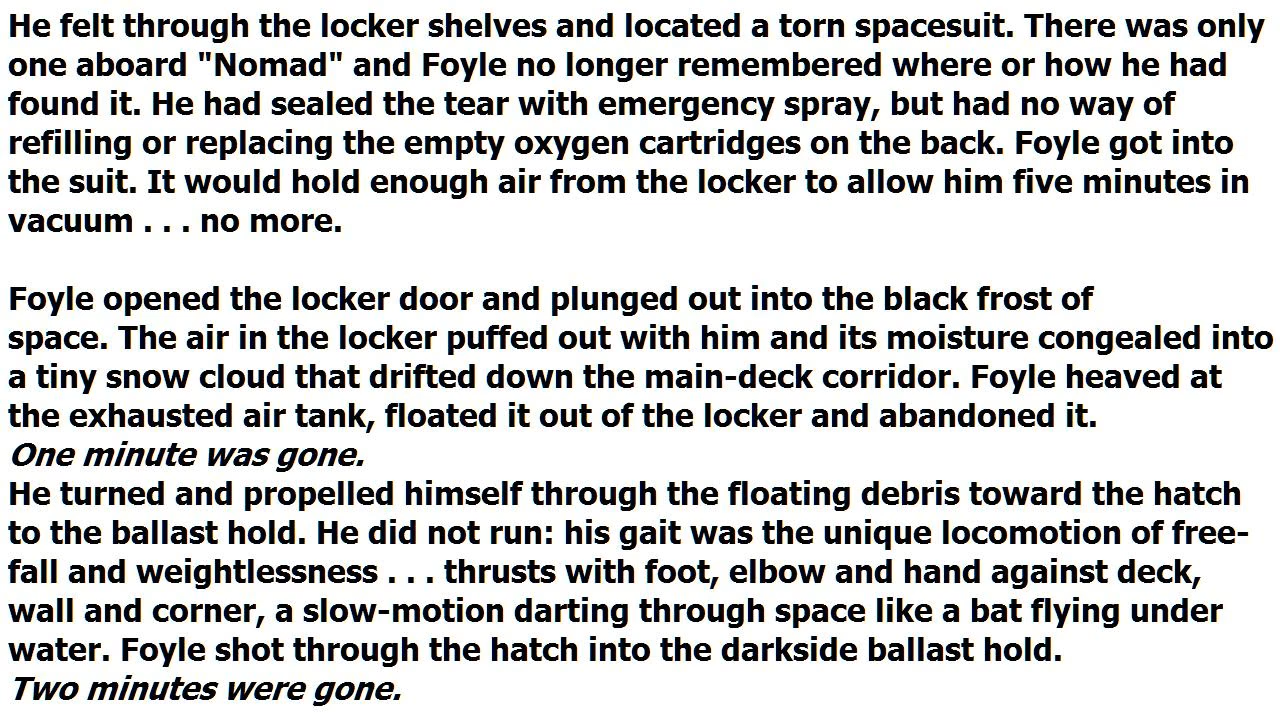 He felt through the locker shelves and located a torn spacesuit. There was only
one aboard "Nomad" and Foyle no longer remembered where or how he had
found it. He had sealed the tear with emergency spray, but had no way of
refilling or replacing the empty oxygen cartridges on the back. Foyle got into
the suit. It would hold enough air from the locker to allow him five minutes in
vacuum . . . no more.
Foyle opened the locker door and plunged out into the black frost of
space. The air in the locker puffed out with him and its moisture congealed into
a tiny snow cloud that drifted down the main-deck corridor. Foyle heaved at
the exhausted air tank, floated it out of the locker and abandoned it.
One minute was gone.
He turned and propelled himself through the floating debris toward the hatch
to the ballast hold. He did not run: his gait was the unique locomotion of free-
fall and weightlessness . . . thrusts with foot, elbow and hand against deck,
wall and corner, a slow-motion darting through space like a bat flying under
water. Foyle shot through the hatch into the darkside ballast hold.
Two minutes were gone.